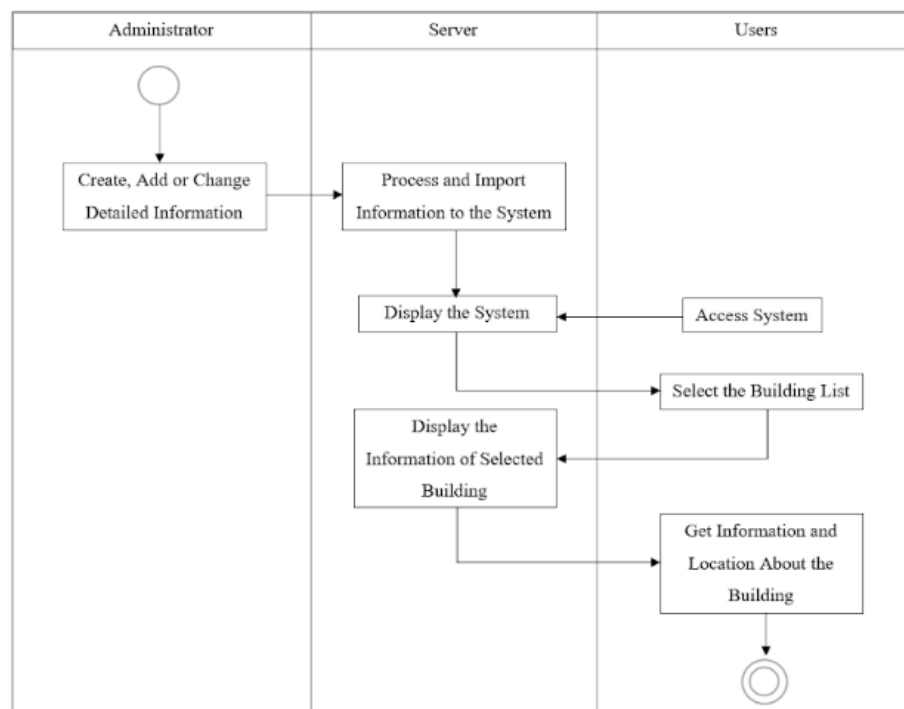 Administrator
Server
Users
Create, Add or Change
Detailed Information
Process and Import
Information to the System
Display the System
Access System
Select the Building List
Display the
Information of Selected
Building
Get Information and
Location About the
Building